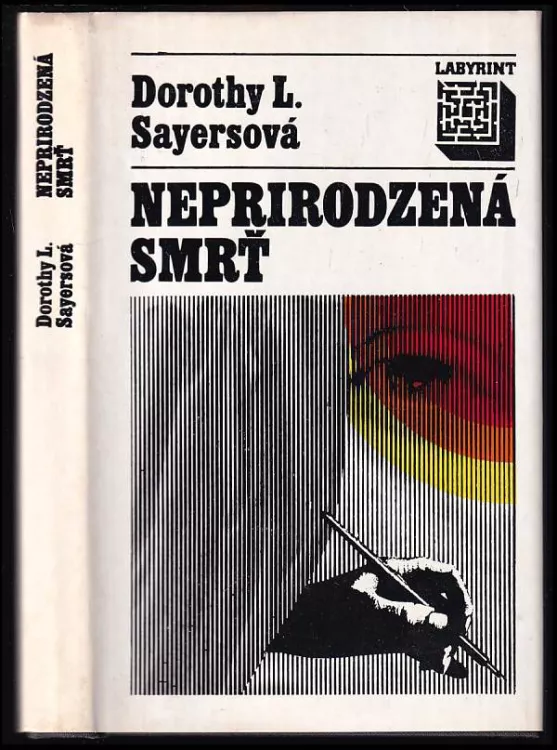 NEPRIRODZENÁ
SMRŤ
Dorothy L.
Sayersová
LABYRINT
Dorothy L.
Sayersová
NEPRIRODZENÁ
SMRŤ